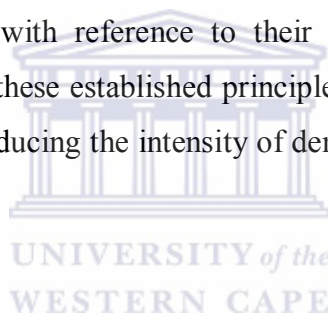 with reference to their
these established principle
ducing the intensity of der
UNIVERSITY of the
WESTERN CAPE